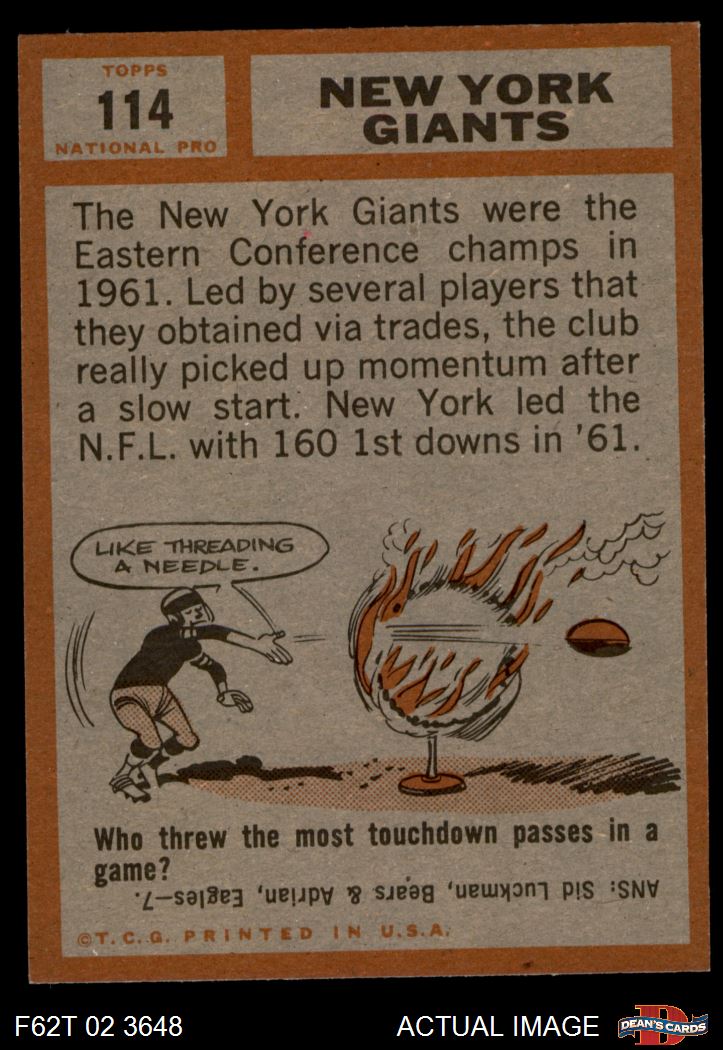 TOPPS
114
NATIONAL PRO
NEW YORK
GIANTS
The New York Giants were the
Eastern Conference champs in
1961. Led by several players that
they obtained via trades, the club
really picked up momentum after
a slow start. New York led the
N.F.L. with 160 1st downs in '61.
LIKE THREADING
A NEEDLE.
Who threw the most touchdown passes in a
game?
ANS: Sid Luckman, Bears & Adrian, Eagles—7.
©T.C.G. PRINTED IN U.S.A.
F62T 02 3648
ACTUAL IMAGE
D
DEAN'S CARDS